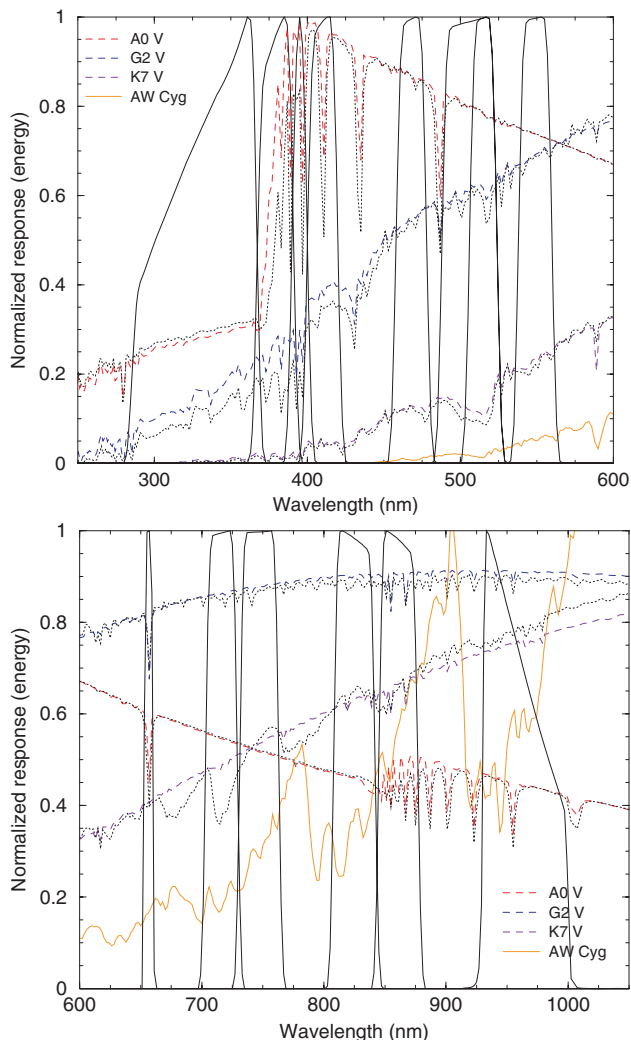 Normalized response (energy)
1
0.8
0.6
0.4
0.2
0
A0 V
G2 V
K7 V
AW Cyg
300
400
500
600
Wavelength (nm)
Normalized response (energy)
1
0.8
0.6
0.4
0.2
0
A0 V
G2 V
K7 V
AW Cyg
600
700
800
900
1000
Wavelength (nm)